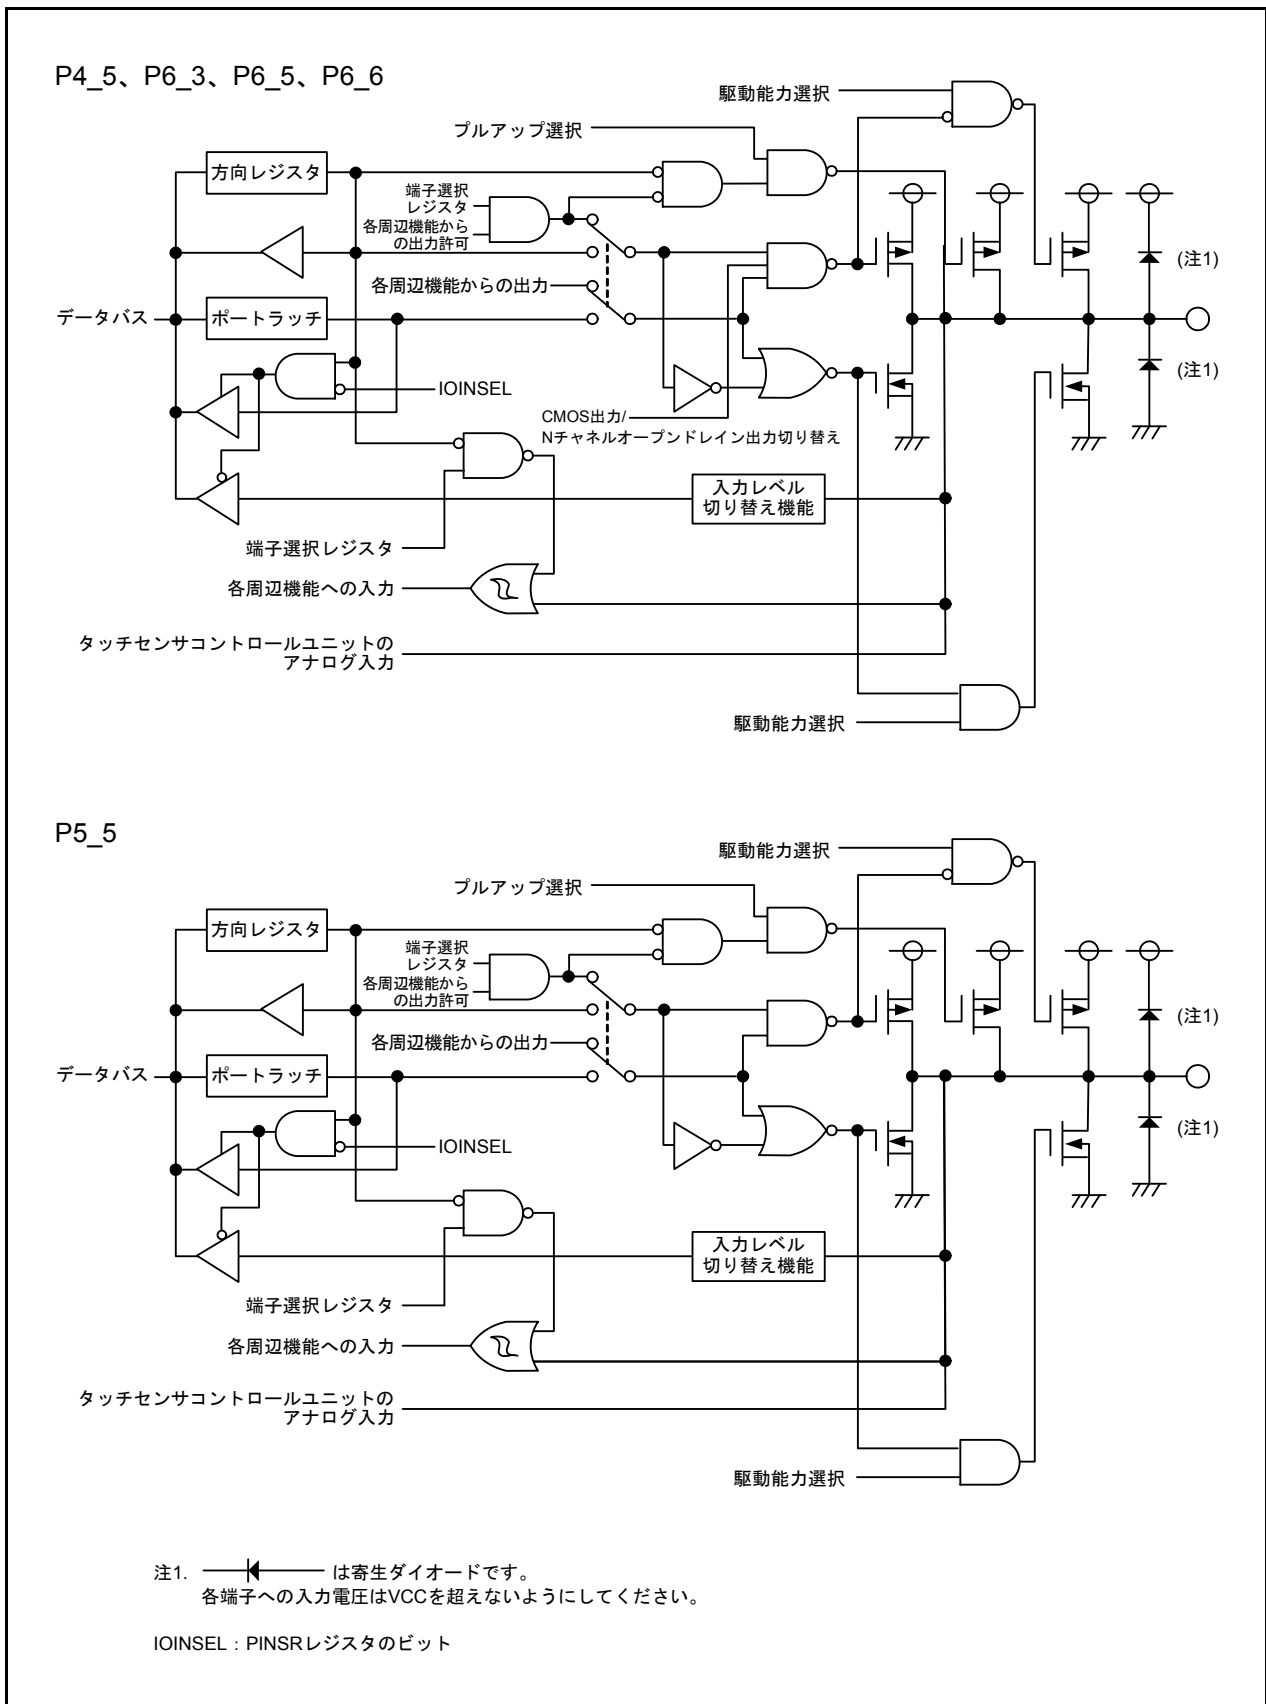 P4_5、P6_3、P6_5、P6_6
駆動能力選択
プルアップ選択
方向レジスタ
端子選択
レジスタ
各周辺機能から
の出力許可
(注1)
各周辺機能からの出力
データバス
ポートラッチ
(注1)
IOINSEL
CMOS出力/
Nチャネルオープンドレイン出力切り替え
入力レベル
切り替え機能
端子選択レジスタ
各周辺機能への入力
タッチセンサコントロールユニットの
アナログ入力
駆動能力選択
P5_5
駆動能力選択
プルアップ選択
方向レジスタ
端子選択
レジスタ
各周辺機能から
の出力許可
(注1)
各周辺機能からの出力
データバス
ポートラッチ
(注1)
IOINSEL
入力レベル
切り替え機能
端子選択レジスタ
各周辺機能への入力
タッチセンサコントロールユニットの
アナログ入力
駆動能力選択
注1. は寄生ダイオードです。
各端子への入力電圧はVCCを超えないようにしてください。
IOINSEL：PINSRレジスタのビット